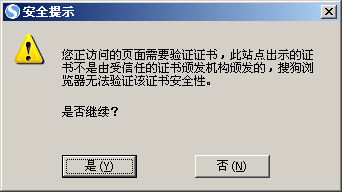 安全提示
您正访问的页面需要验证证书，此站点出示的证
书不是由受信任的证书颁发机构颁发的，搜狗浏
览器无法验证该证书安全性。
是否继续？
是(Y)
否(N)